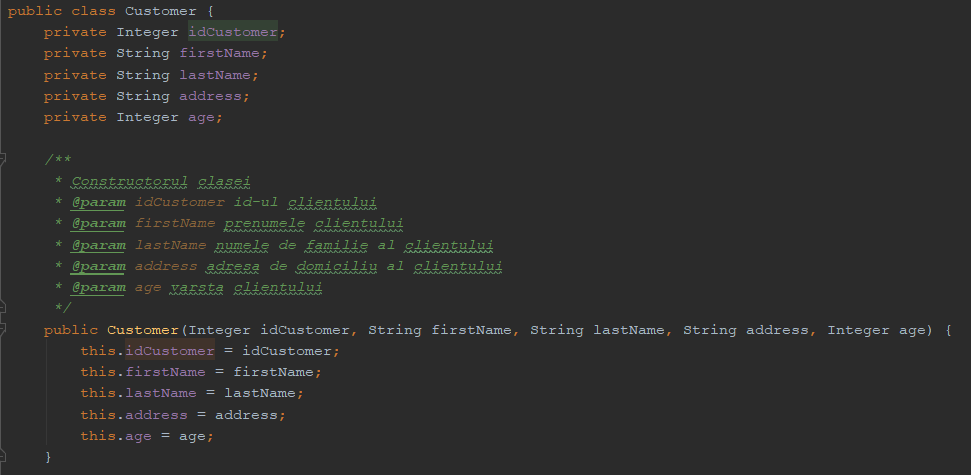 public class Customer {
    private Integer idCustomer;
    private String firstName;
    private String lastName;
    private String address;
    private Integer age;
    /**
     * Constructorul clasei
     * @param idCustomer id-ul clientului
     * @param firstName prenumele clientului
     * @param lastName numele de familie al clientului
     * @param address adresa de domiciliu al clientului
     * @param age varsta clientului
     */
    public Customer(Integer idCustomer, String firstName, String lastName, String address, Integer age) {
        this.idCustomer = idCustomer;
        this.firstName = firstName;
        this.lastName = lastName;
        this.address = address;
        this.age = age;
    }